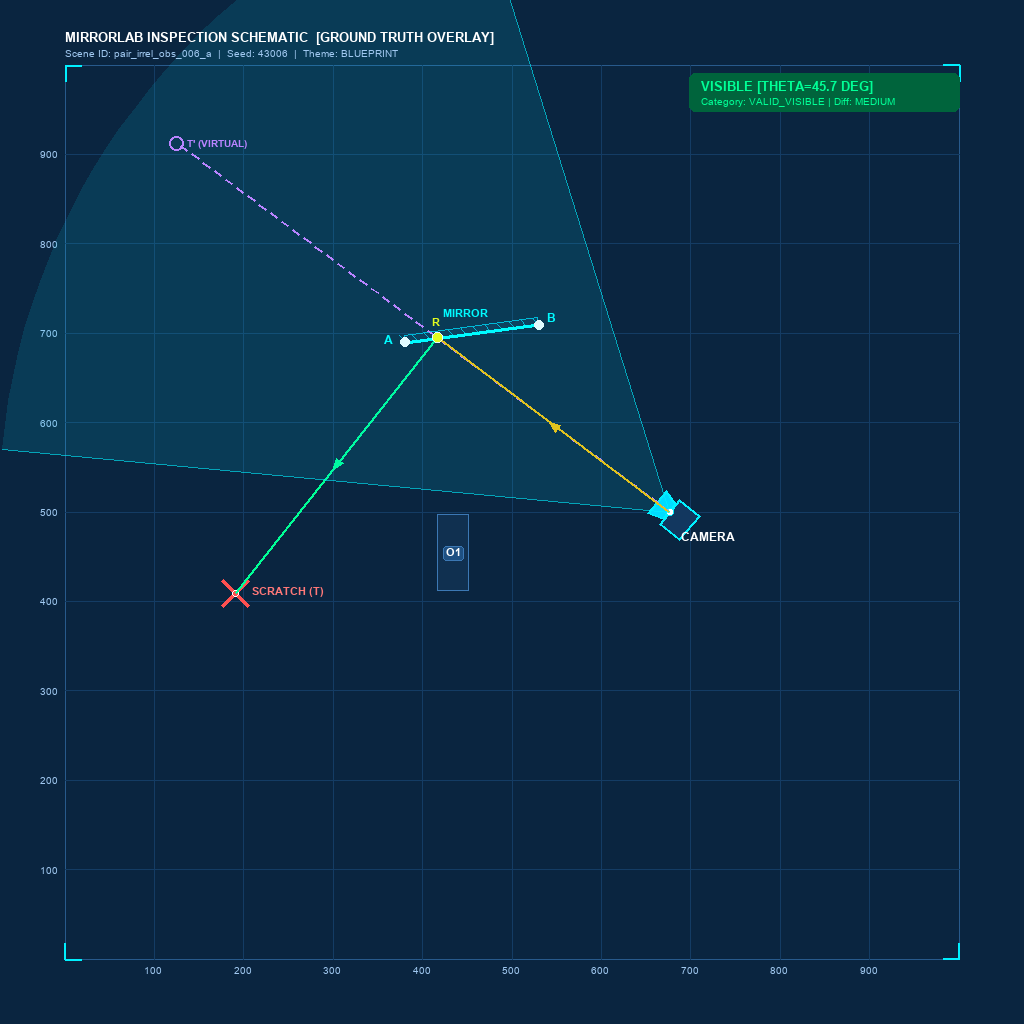 MIRRORLAB INSPECTION SCHEMATIC [GROUND TRUTH OVERLAY]
Scene ID: pair_irrel_obs_006_a | Seed: 43006 | Theme: BLUEPRINT
VISIBLE [THETA=45.7 DEG]
Category: VALID_VISIBLE | Diff: MEDIUM
T' (VIRTUAL)
900
800
MIRROR
B
R
A
700
600
500
CAMERA
O1
SCRATCH (T)
400
300
200
100
100 200 300 400 500 600 700 800 900